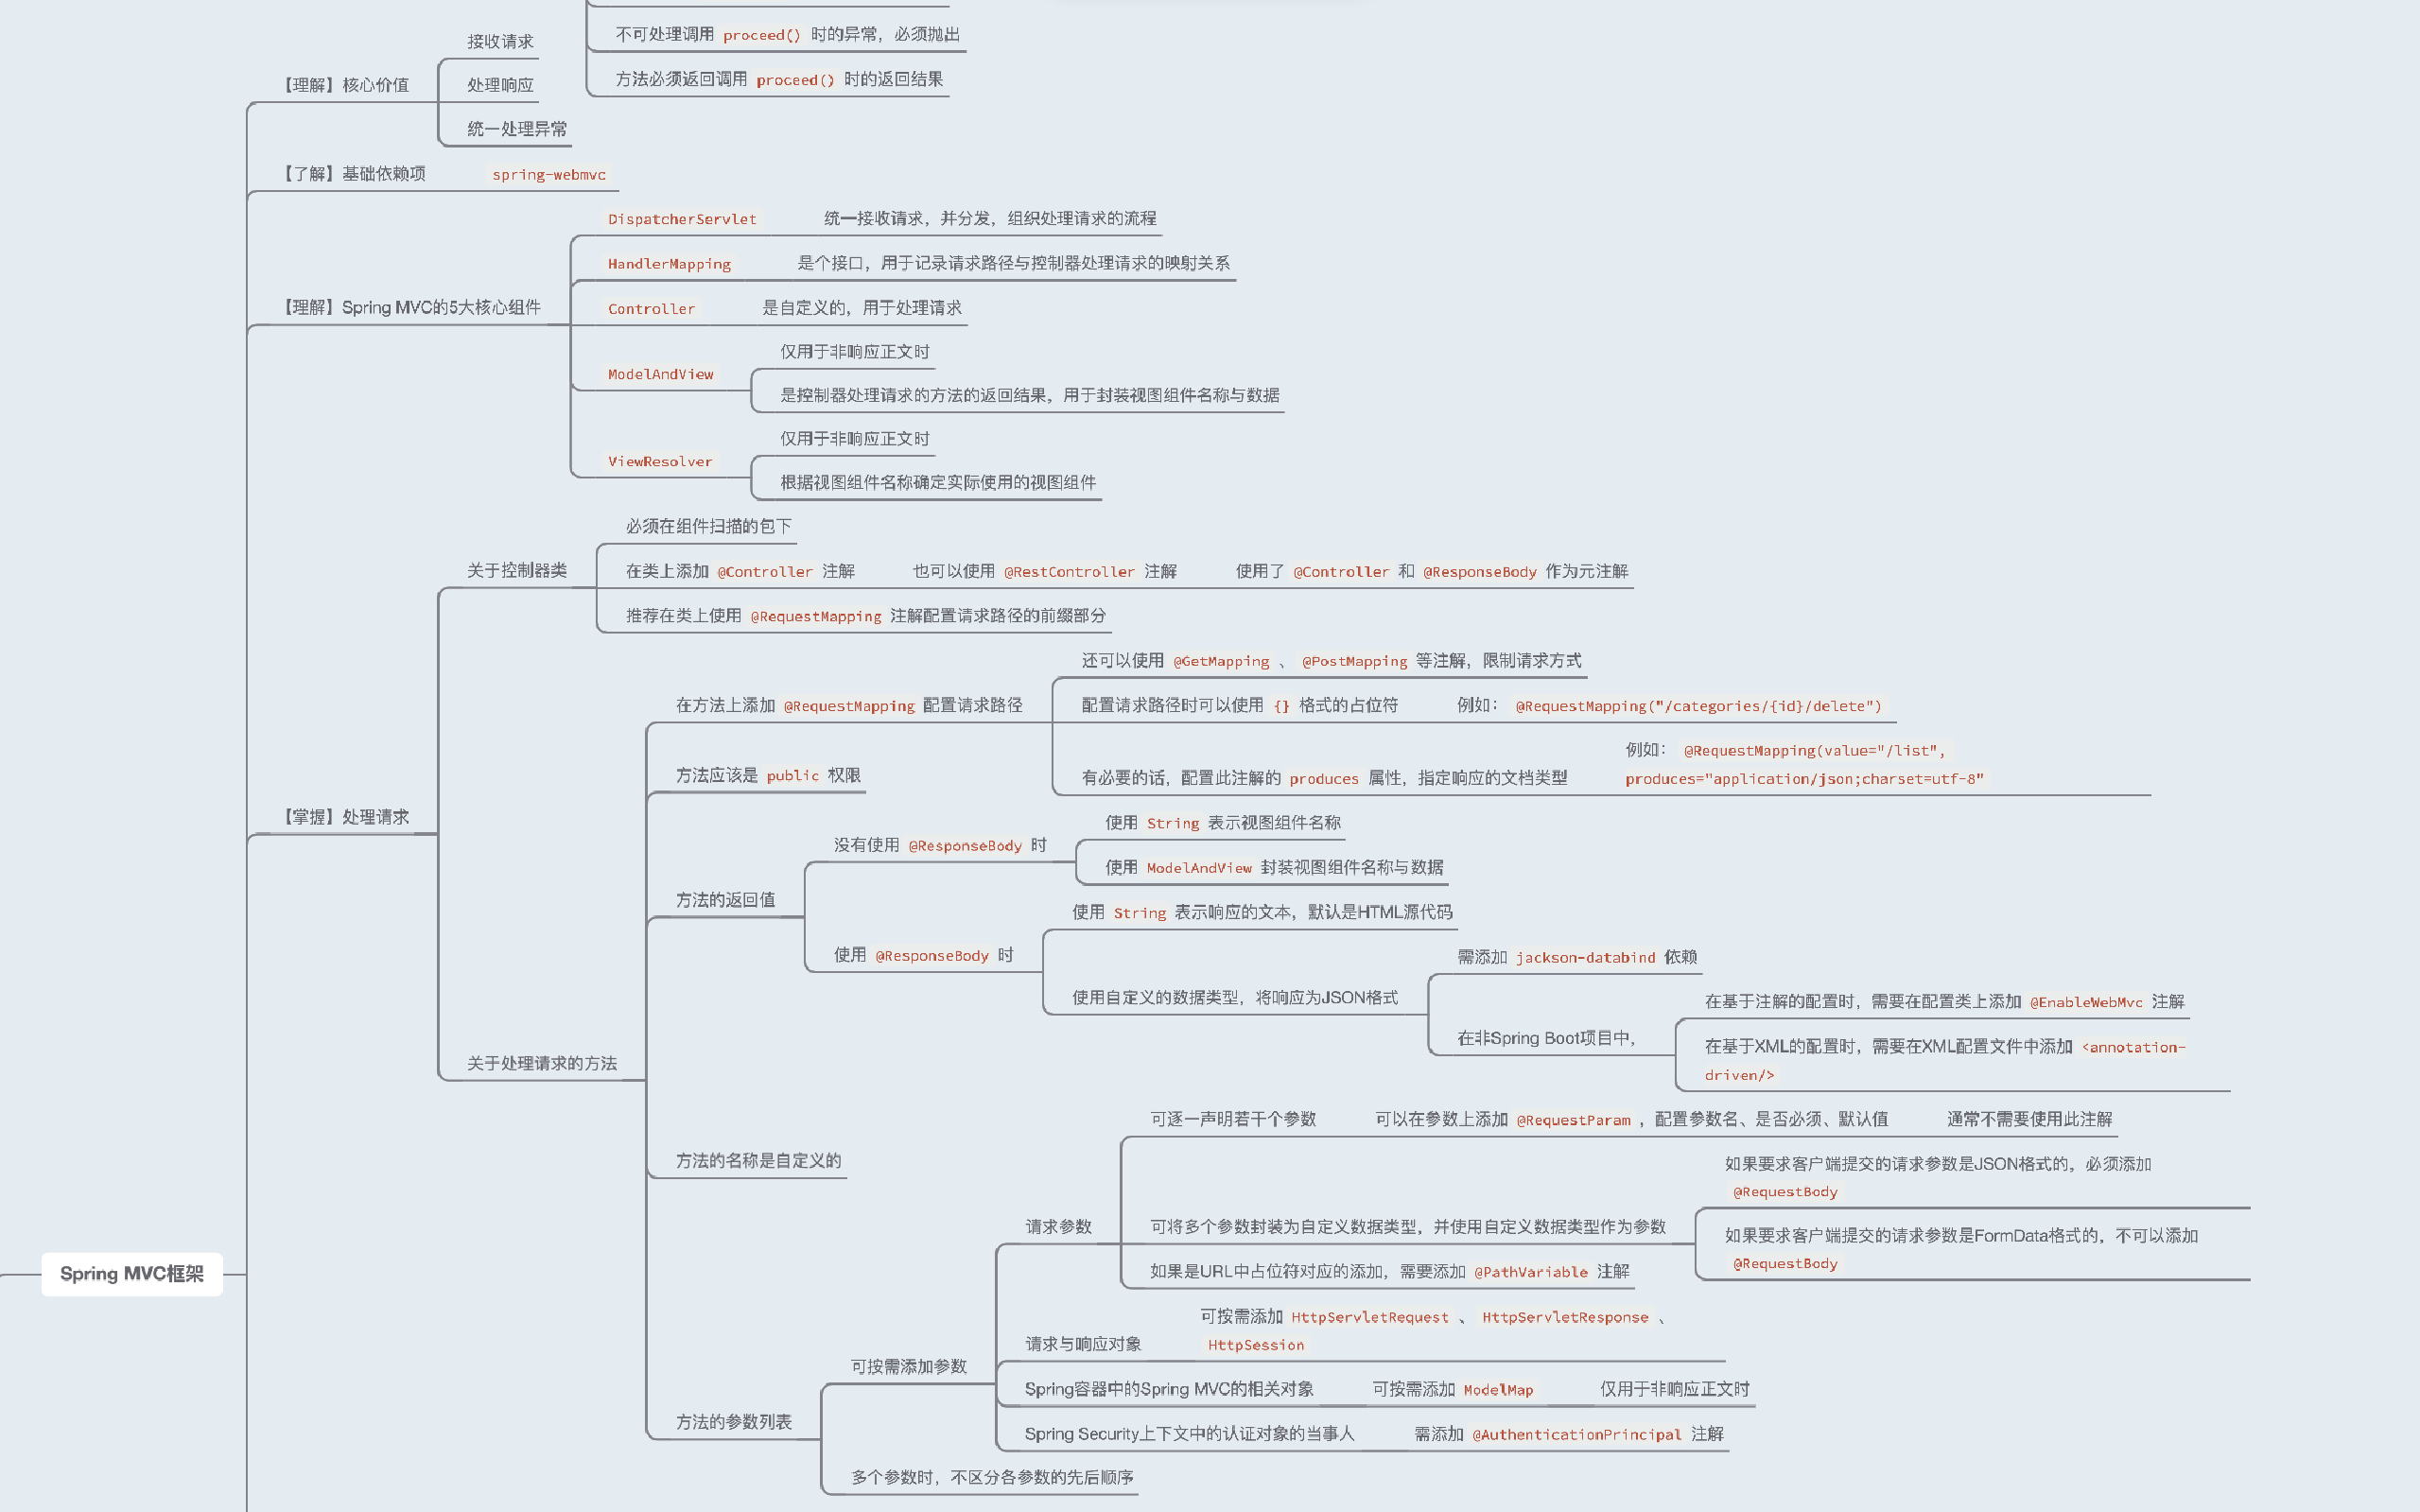 不可处理调用 proceed() 时的异常，必须抛出
方法必须返回调用 proceed() 时的返回结果
【理解】核心价值
接收请求
处理响应
统一处理异常
【了解】基础依赖项 spring-webmvc
【理解】Spring MVC的5大核心组件
DispatcherServlet 统一接收请求，并分发，组织处理请求的流程
HandlerMapping 是个接口，用于记录请求路径与控制器处理请求的映射关系
Controller 是自定义的，用于处理请求
ModelAndView
仅用于非响应正文时
是控制器处理请求的方法的返回结果，用于封装视图组件名称与数据
ViewResolver
仅用于非响应正文时
根据视图组件名称确定实际使用的视图组件
【掌握】处理请求
关于控制器类
必须在组件扫描的包下
在类上添加 @Controller 注解 也可以使用 @RestController 注解 使用了 @Controller 和 @ResponseBody 作为元注解
推荐在类上使用 @RequestMapping 注解配置请求路径的前缀部分
关于处理请求的方法
在方法上添加 @RequestMapping 配置请求路径
还可以使用 @GetMapping 、 @PostMapping 等注解，限制请求方式
配置请求路径时可以使用 {} 格式的占位符 例如： @RequestMapping("/categories/{id}/delete")
有必要的话，配置此注解的 produces 属性，指定响应的文档类型
例如： @RequestMapping(value="/list",
produces="application/json;charset=utf-8"
方法应该是 public 权限
方法的返回值
没有使用 @ResponseBody 时
使用 String 表示视图组件名称
使用 ModelAndView 封装视图组件名称与数据
使用 @ResponseBody 时
使用 String 表示响应的文本，默认是HTML源代码
使用自定义的数据类型，将响应为JSON格式
需添加 jackson-databind 依赖
在非Spring Boot项目中，
在基于注解的配置时，需要在配置类上添加 @EnableWebMvc 注解
在基于XML的配置时，需要在XML配置文件中添加 <annotation-
driven/>
方法的名称是自定义的
方法的参数列表
可按需添加参数
请求参数
可逐一声明若干个参数 可以在参数上添加 @RequestParam ，配置参数名、是否必须、默认值 通常不需要使用此注解
可将多个参数封装为自定义数据类型，并使用自定义数据类型作为参数
如果要求客户端提交的请求参数是JSON格式的，必须添加
@RequestBody
如果要求客户端提交的请求参数是FormData格式的，不可以添加
@RequestBody
如果是URL中占位符对应的添加，需要添加 @PathVariable 注解
请求与响应对象
可按需添加 HttpServletRequest 、 HttpServletResponse 、
HttpSession
Spring容器中的Spring MVC的相关对象 可按需添加 ModelMap 仅用于非响应正文时
Spring Security上下文中的认证对象的当事人 需添加 @AuthenticationPrincipal 注解
多个参数时，不区分各参数的先后顺序
Spring MVC框架